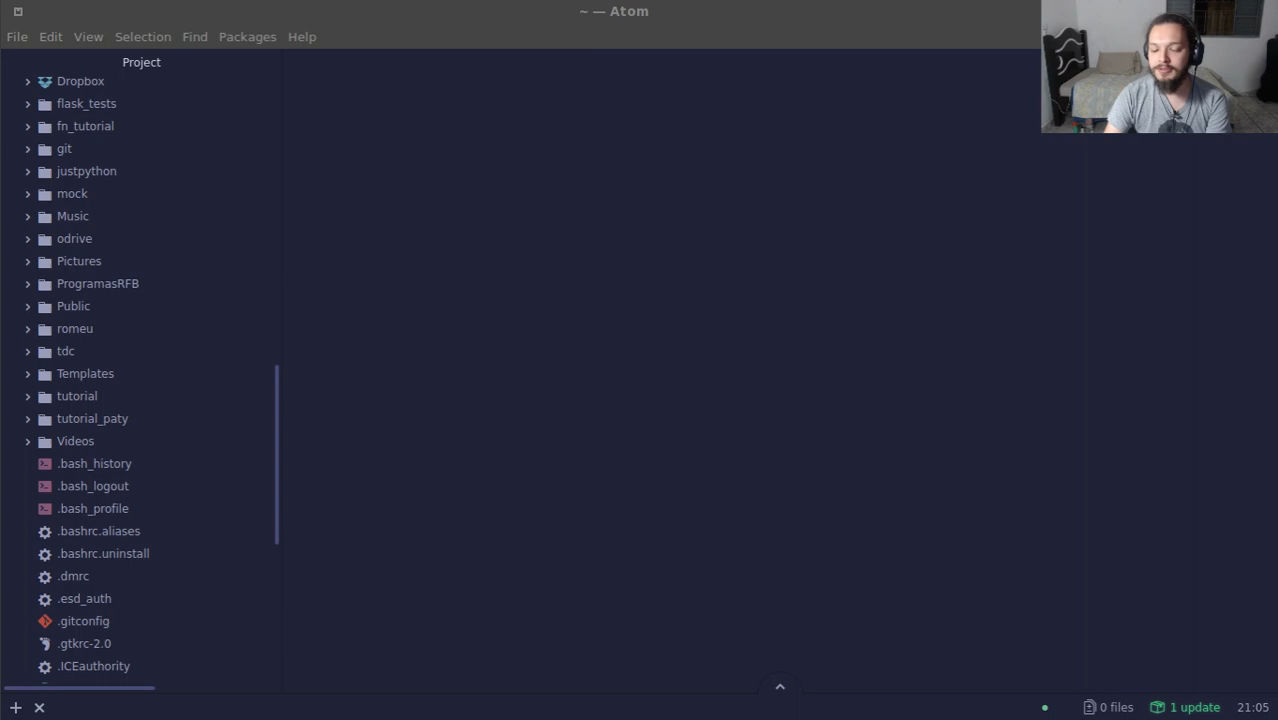 ~ — Atom
File Edit View Selection Find Packages Help
Project
Dropbox
flask_tests
fn_tutorial
git
justpython
mock
Music
odrive
Pictures
ProgramasRFB
Public
romeu
tdc
Templates
tutorial
tutorial_paty
Videos
.bash_history
.bash_logout
.bash_profile
.bashrc.aliases
.bashrc.uninstall
.dmrc
.esd_auth
.gitconfig
.gtkrc-2.0
.ICEauthority
0 files 1 update 21:05